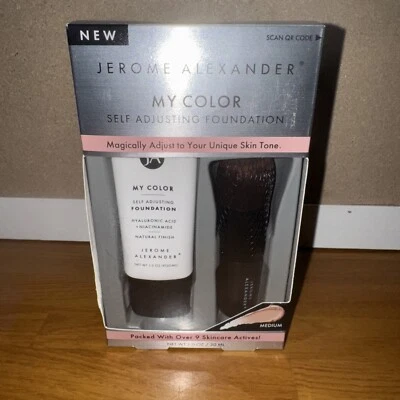 NEW
SCAN QR CODE
JEROME ALEXANDER®
MY COLOR
SELF ADJUSTING FOUNDATION
Magically Adjust to Your Unique Skin Tone.
JA
MY COLOR
SELF ADJUSTING
FOUNDATION
HYALURONIC ACID
+ NIACINAMIDE
NATURAL FINISH
JEROME
ALEXANDER®
MEDIUM
Packed With Over 9 Skincare Actives!